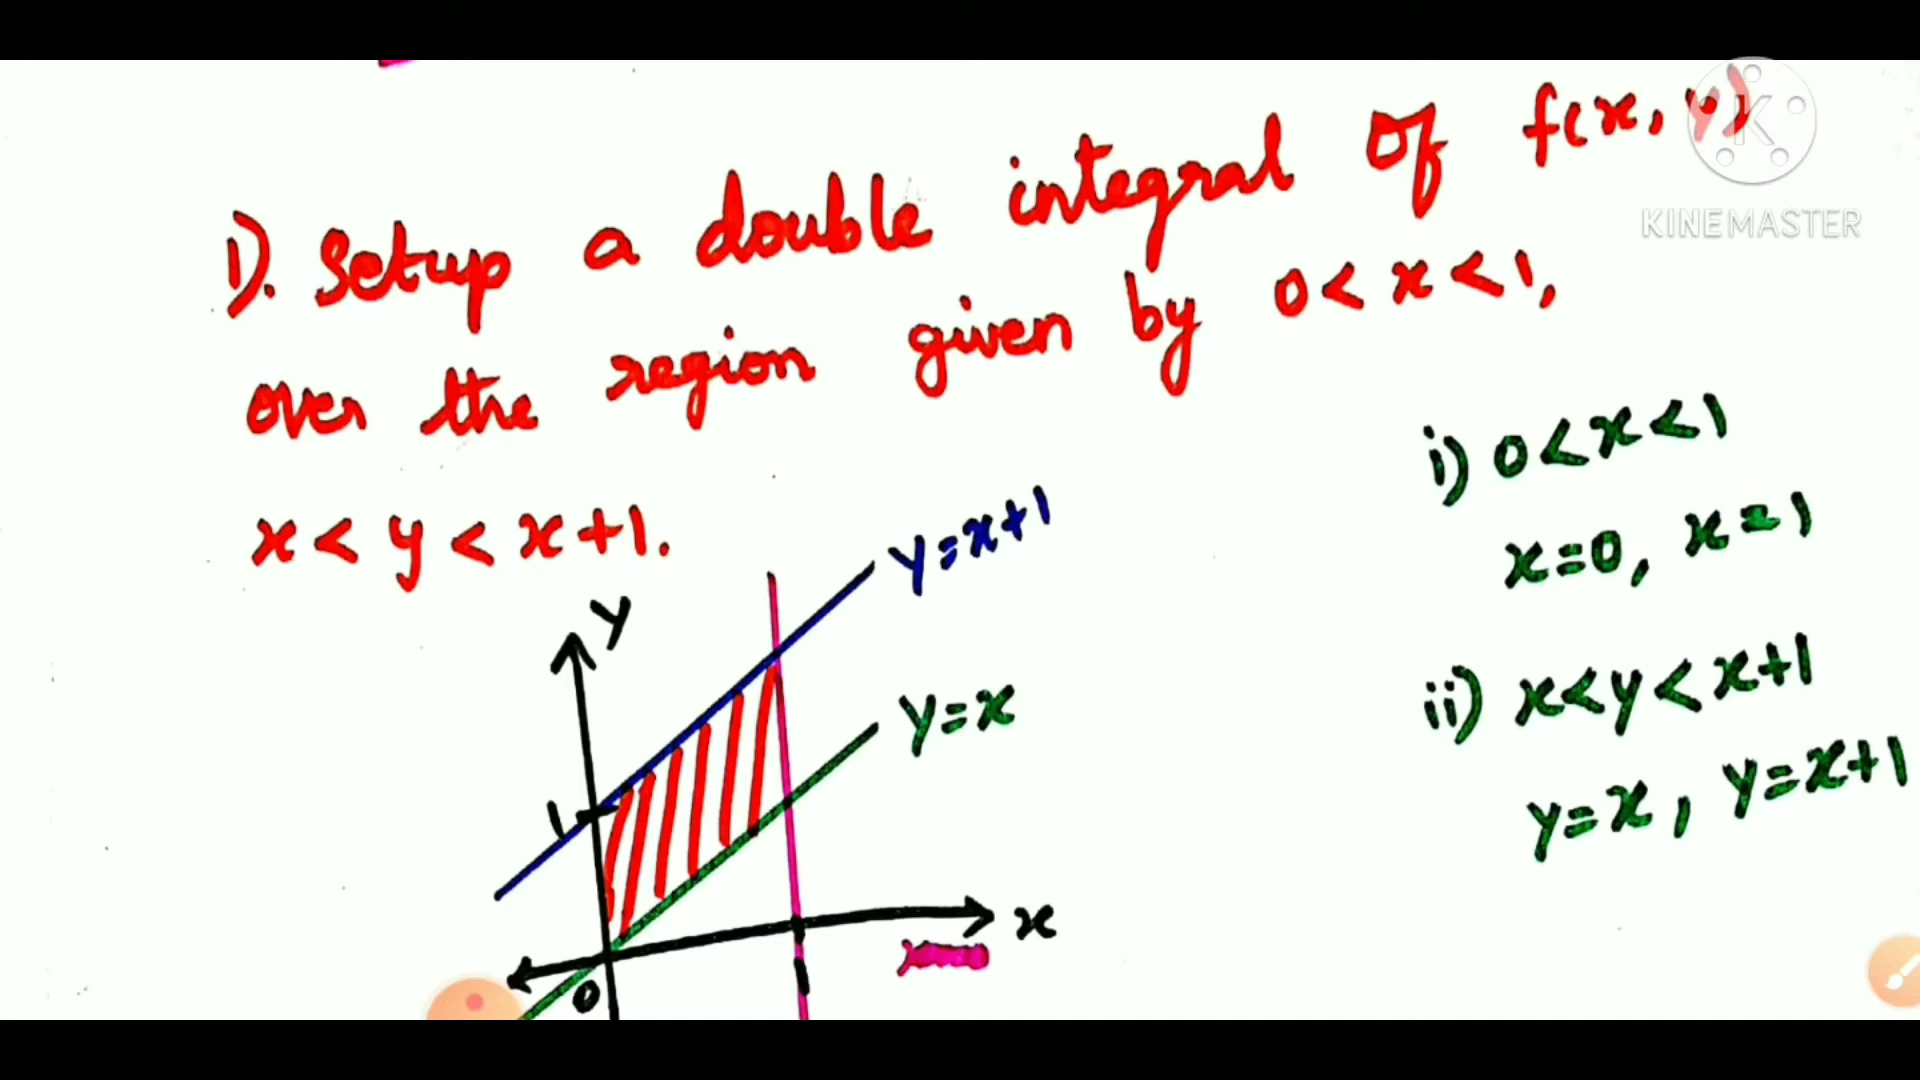 1). Setup a double integral of f(x, y)
over the region given by 0 < x < 1,
x < y < x+1.
i) 0 < x < 1
x = 0, x = 1
ii) x < y < x+1
y = x, y = x+1
y = x+1
y
y = x
1
x
0
1
K
KINEMASTER